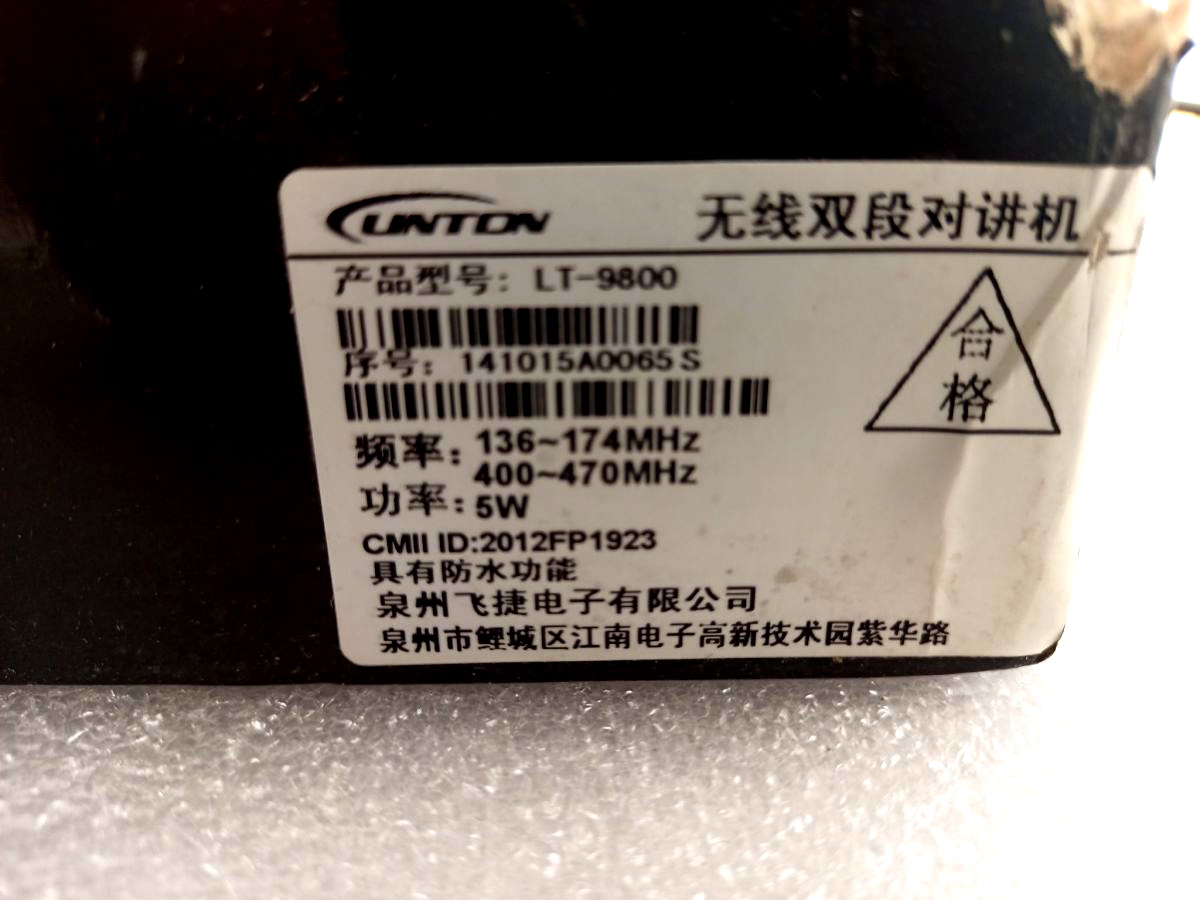 LUNTON
无线双段对讲机
产品型号: LT-9800
序号: 141015A0065S
频率: 136~174MHz
400~470MHz
功率: 5W
CMII ID:2012FP1923
具有防水功能
泉州飞捷电子有限公司
泉州市鲤城区江南电子高新技术园紫华路
合
格